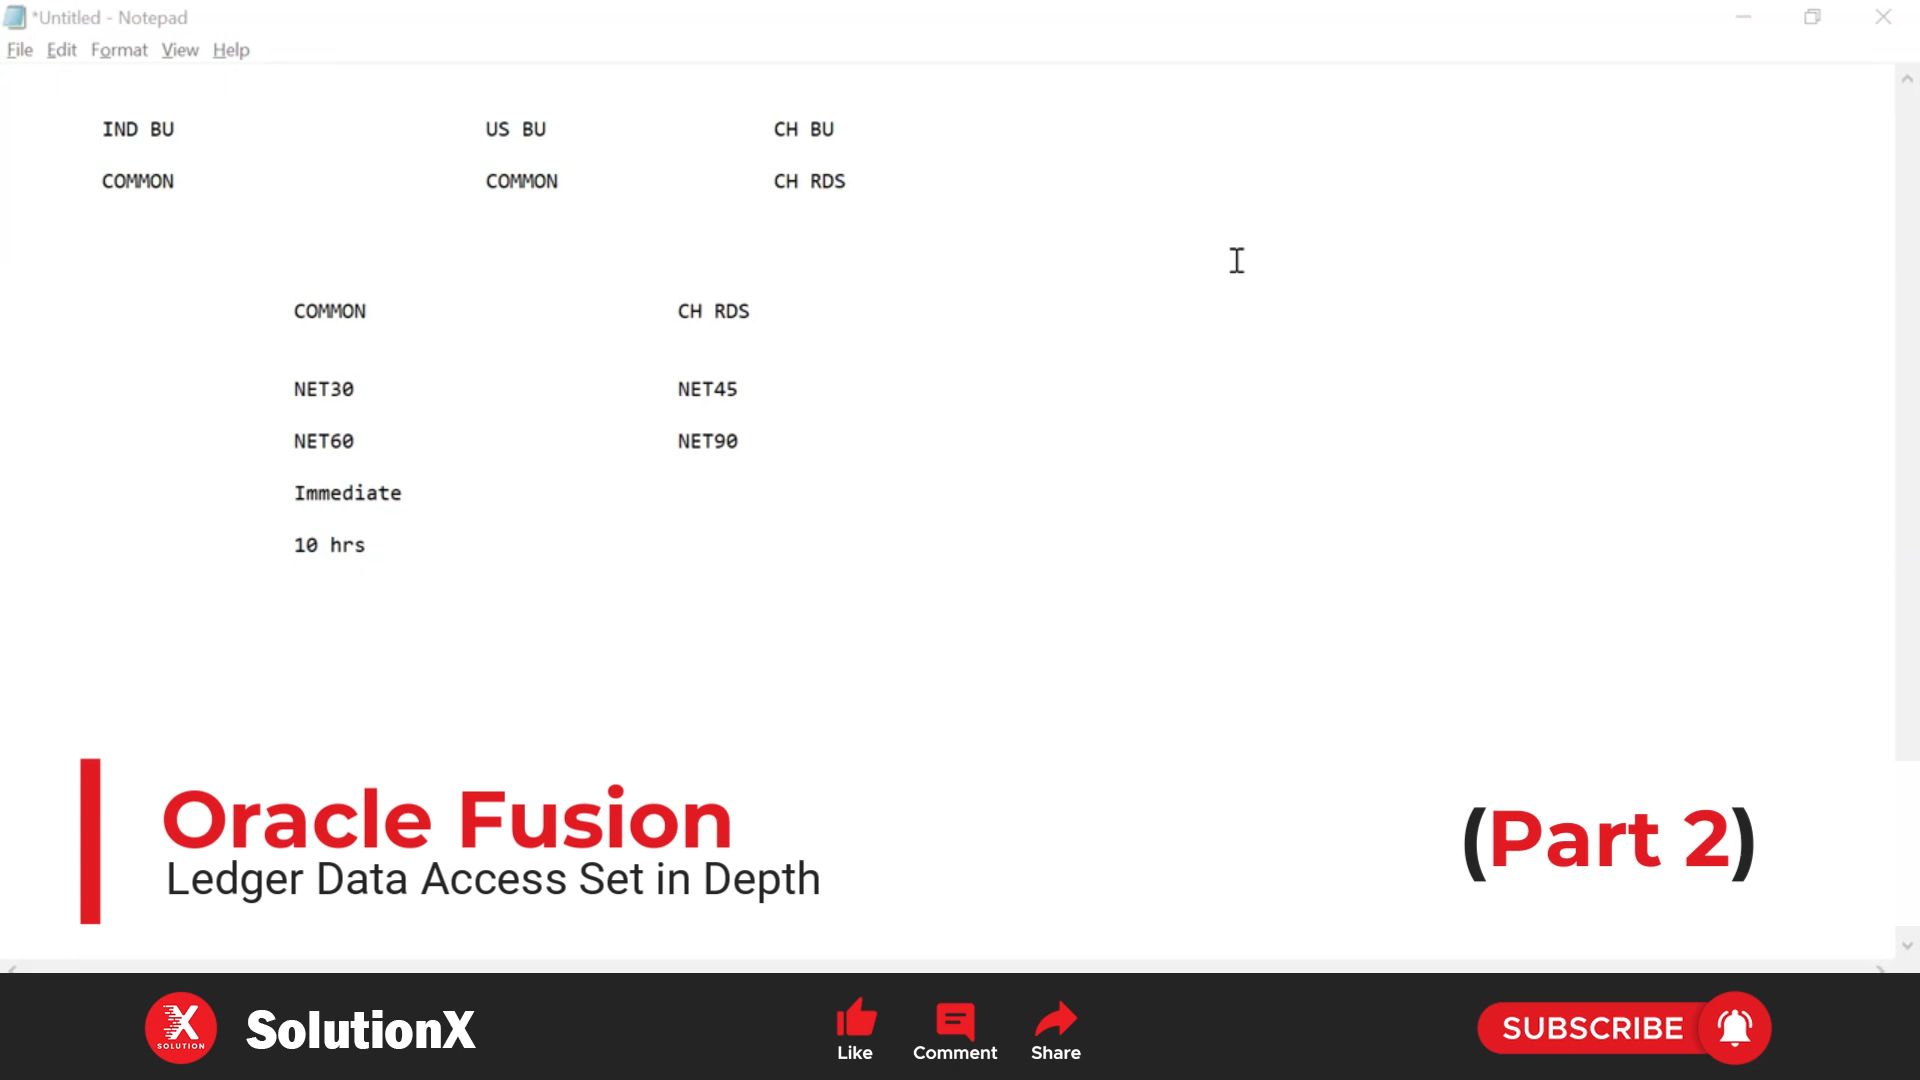 *Untitled - Notepad
File Edit Format View Help
IND BU US BU CH BU
COMMON COMMON CH RDS
COMMON CH RDS
NET30 NET45
NET60 NET90
Immediate
10 hrs
Oracle Fusion
Ledger Data Access Set in Depth
(Part 2)
X
SOLUTION
SolutionX
Like Comment Share
SUBSCRIBE